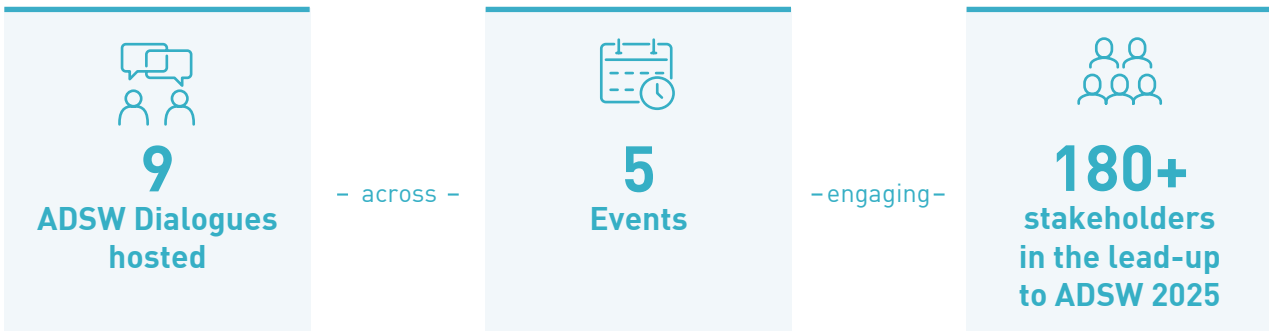 9
ADSW Dialogues
hosted
- across -
5
Events
- engaging -
180+
stakeholders
in the lead-up
to ADSW 2025